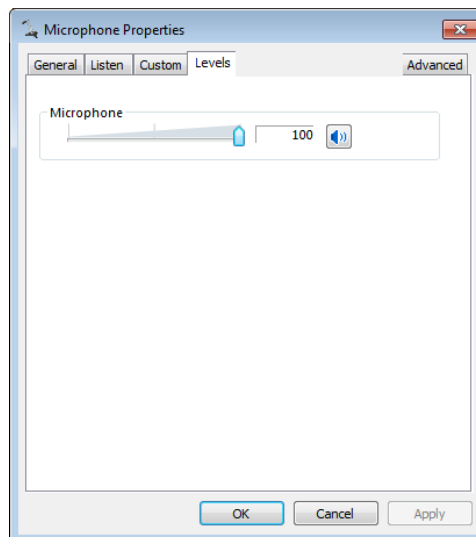 Microphone Properties
General Listen Custom Levels Advanced
Microphone
100
OK Cancel Apply